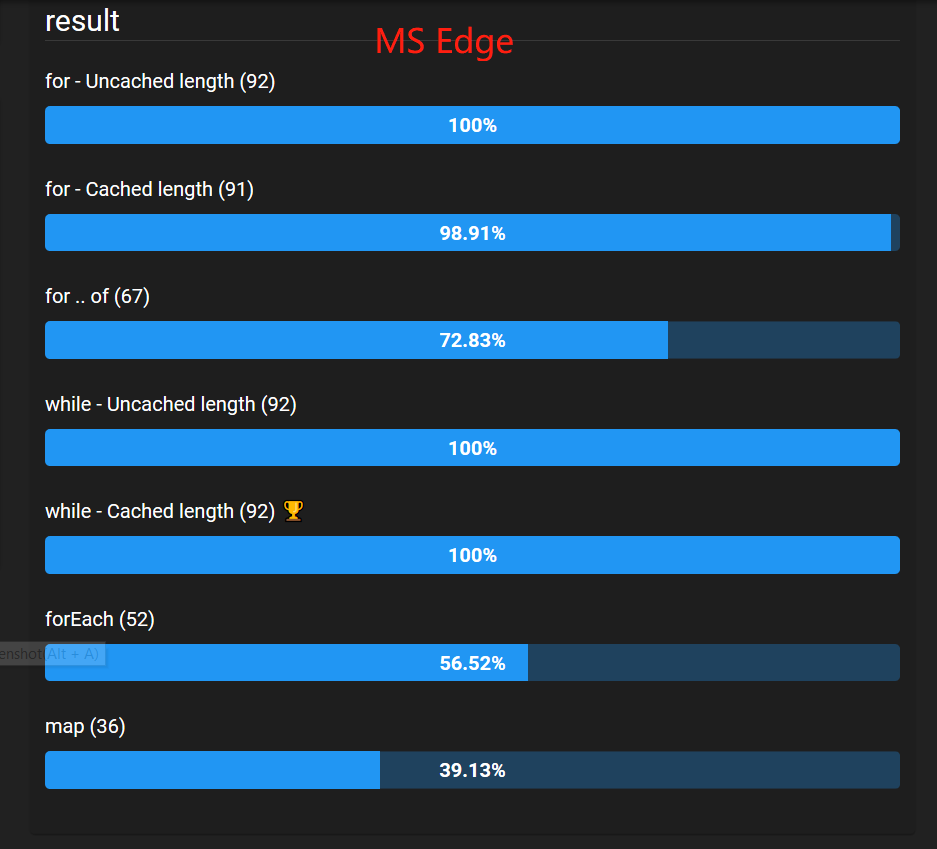 result
MS Edge
for - Uncached length (92)
100%
for - Cached length (91)
98.91%
for .. of (67)
72.83%
while - Uncached length (92)
100%
while - Cached length (92) 🏆
100%
forEach (52)
enshot(Alt + A)
56.52%
map (36)
39.13%